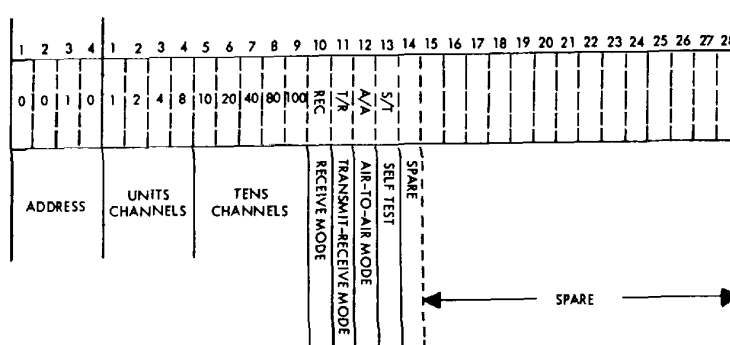 1 2 3 4 1 2 3 4 5 6 7 8 9 10 11 12 13 14 15 16 17 18 19 20 21 22 23 24 25 26 27 28
0 0 1 0 1 2 4 8 10 20 40 80 100 REC T/R A/A S/T
ADDRESS
UNITS
CHANNELS
TENS
CHANNELS
RECEIVE MODE
TRANSMIT-RECEIVE MODE
AIR-TO-AIR MODE
SELF TEST
SPARE
SPARE